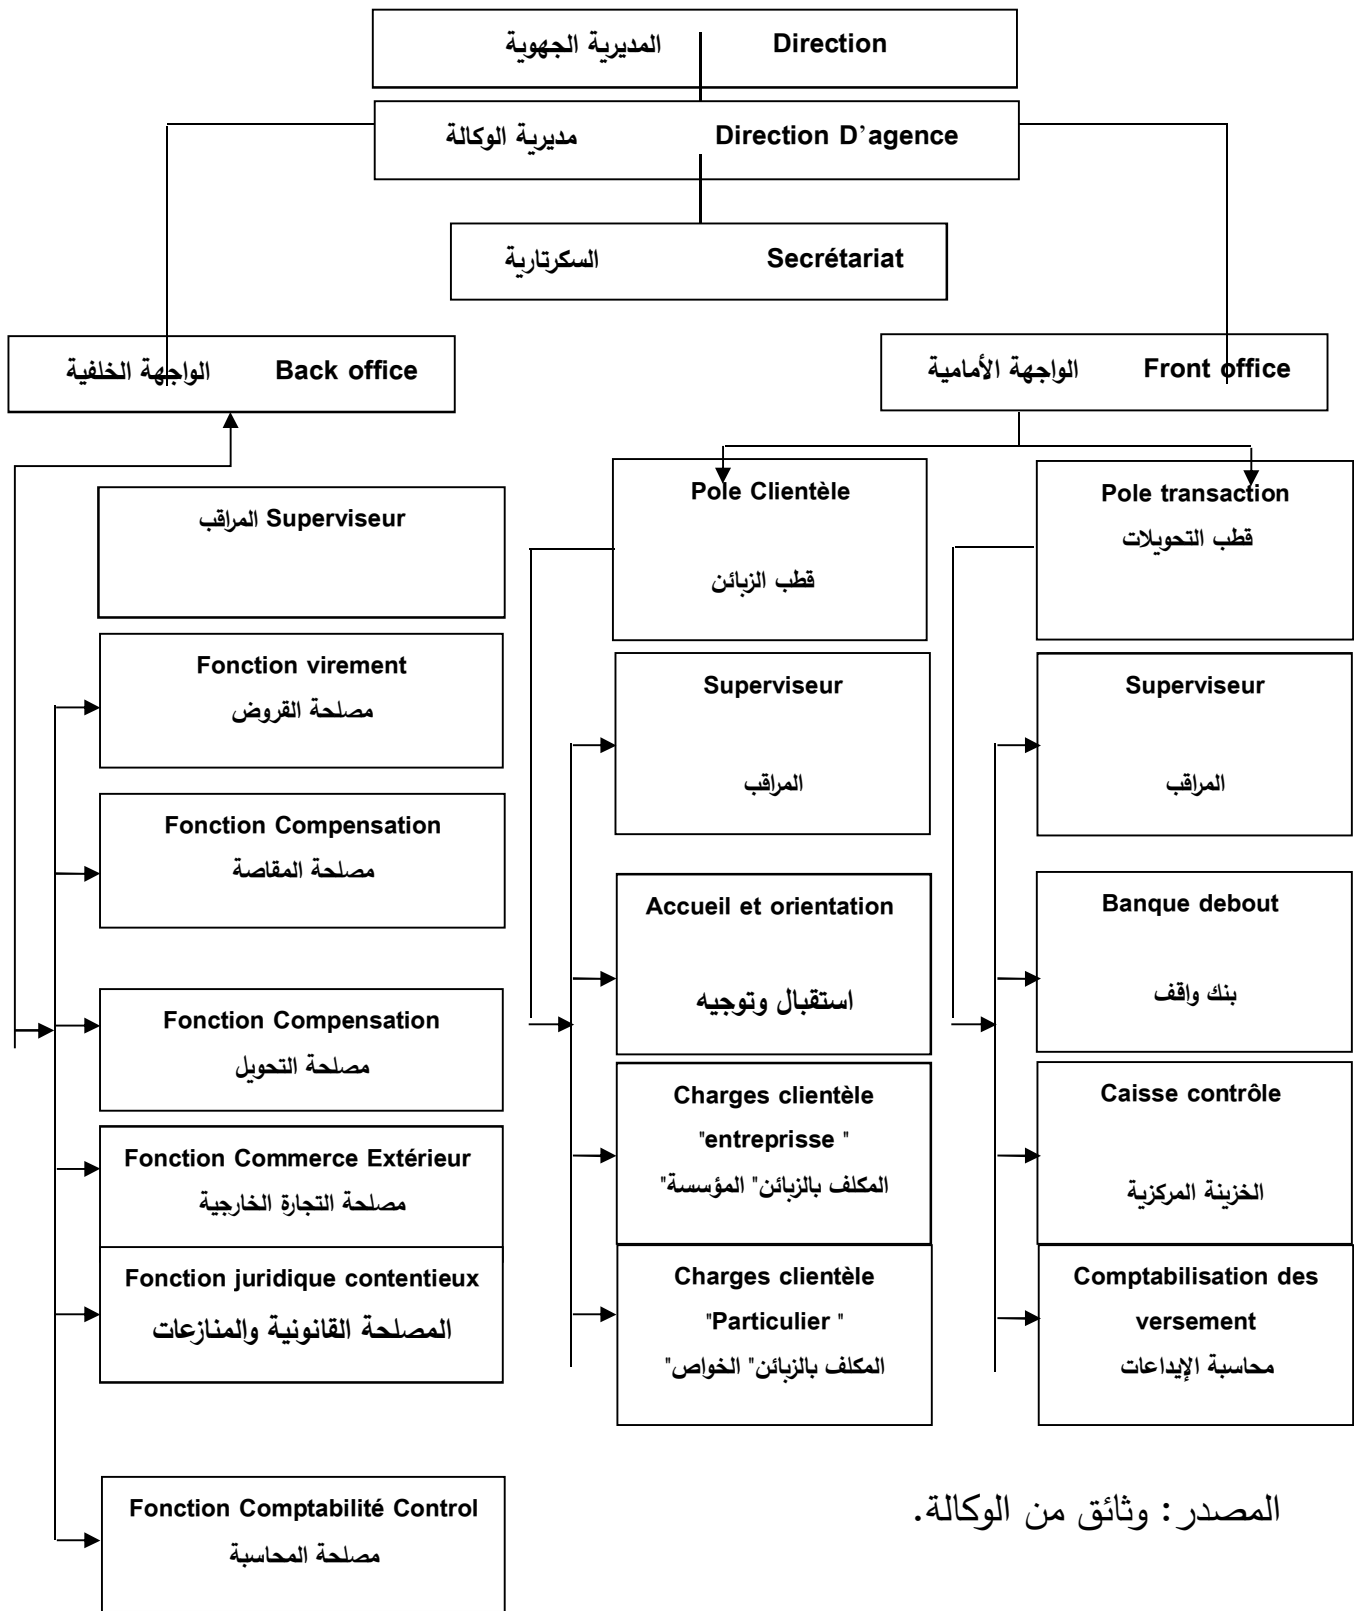 المديرية الجهوية Direction
مديرية الوكالة Direction D’agence
السكرتارية Secrétariat
الواجهة الخلفية Back office
الواجهة الأمامية Front office
المراقب Superviseur
Fonction virement
مصلحة القروض
Fonction Compensation
مصلحة المقاصة
Fonction Compensation
مصلحة التحويل
Fonction Commerce Extérieur
مصلحة التجارة الخارجية
Fonction juridique contentieux
المصلحة القانونية والمنازعات
Fonction Comptabilité Control
مصلحة المحاسبة
Pole Clientèle
قطب الزبائن
Superviseur
المراقب
Accueil et orientation
استقبال وتوجيه
Charges clientèle
"entreprisse "
المكلف بالزبائن" المؤسسة"
Charges clientèle
"Particulier "
المكلف بالزبائن" الخواص"
Pole transaction
قطب التحويلات
Superviseur
المراقب
Banque debout
بنك واقف
Caisse contrôle
الخزينة المركزية
Comptabilisation des
versement
محاسبة الإيداعات
المصدر: وثائق من الوكالة.